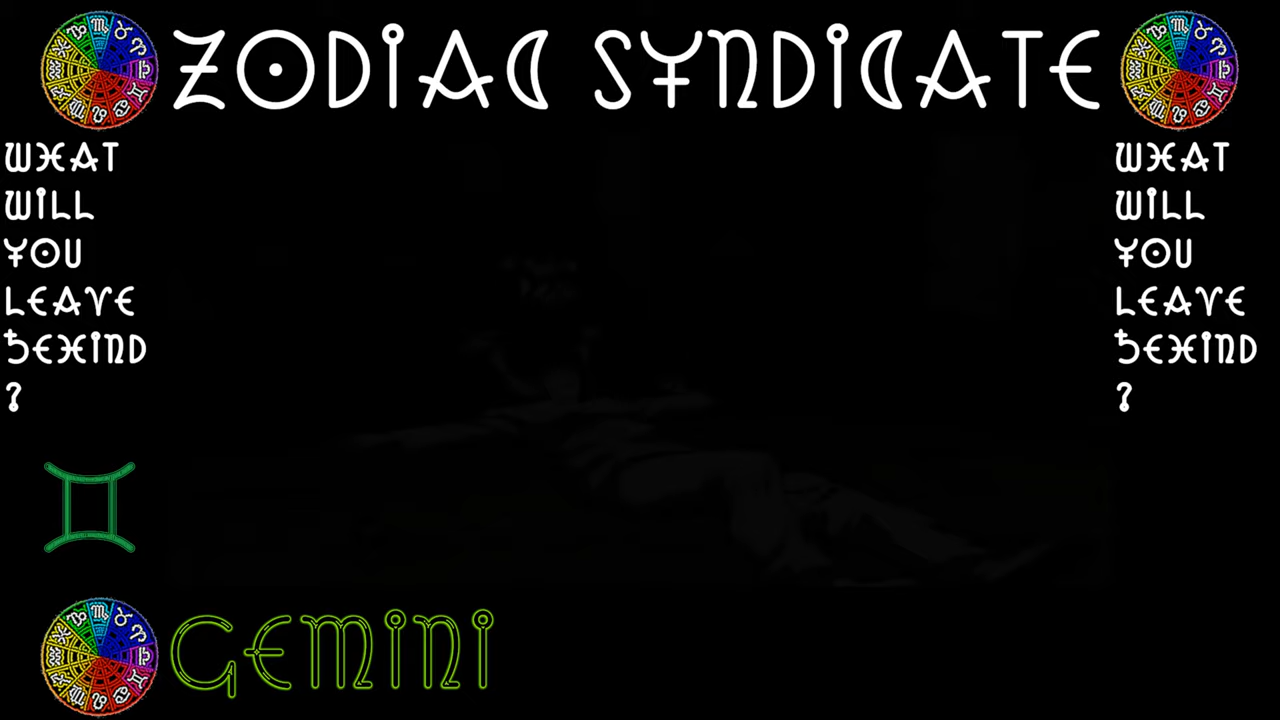 ZODIAC SYNDICATE
WHAT
WILL
YOU
LEAVE
BEHIND
?
WHAT
WILL
YOU
LEAVE
BEHIND
?
GEMINI